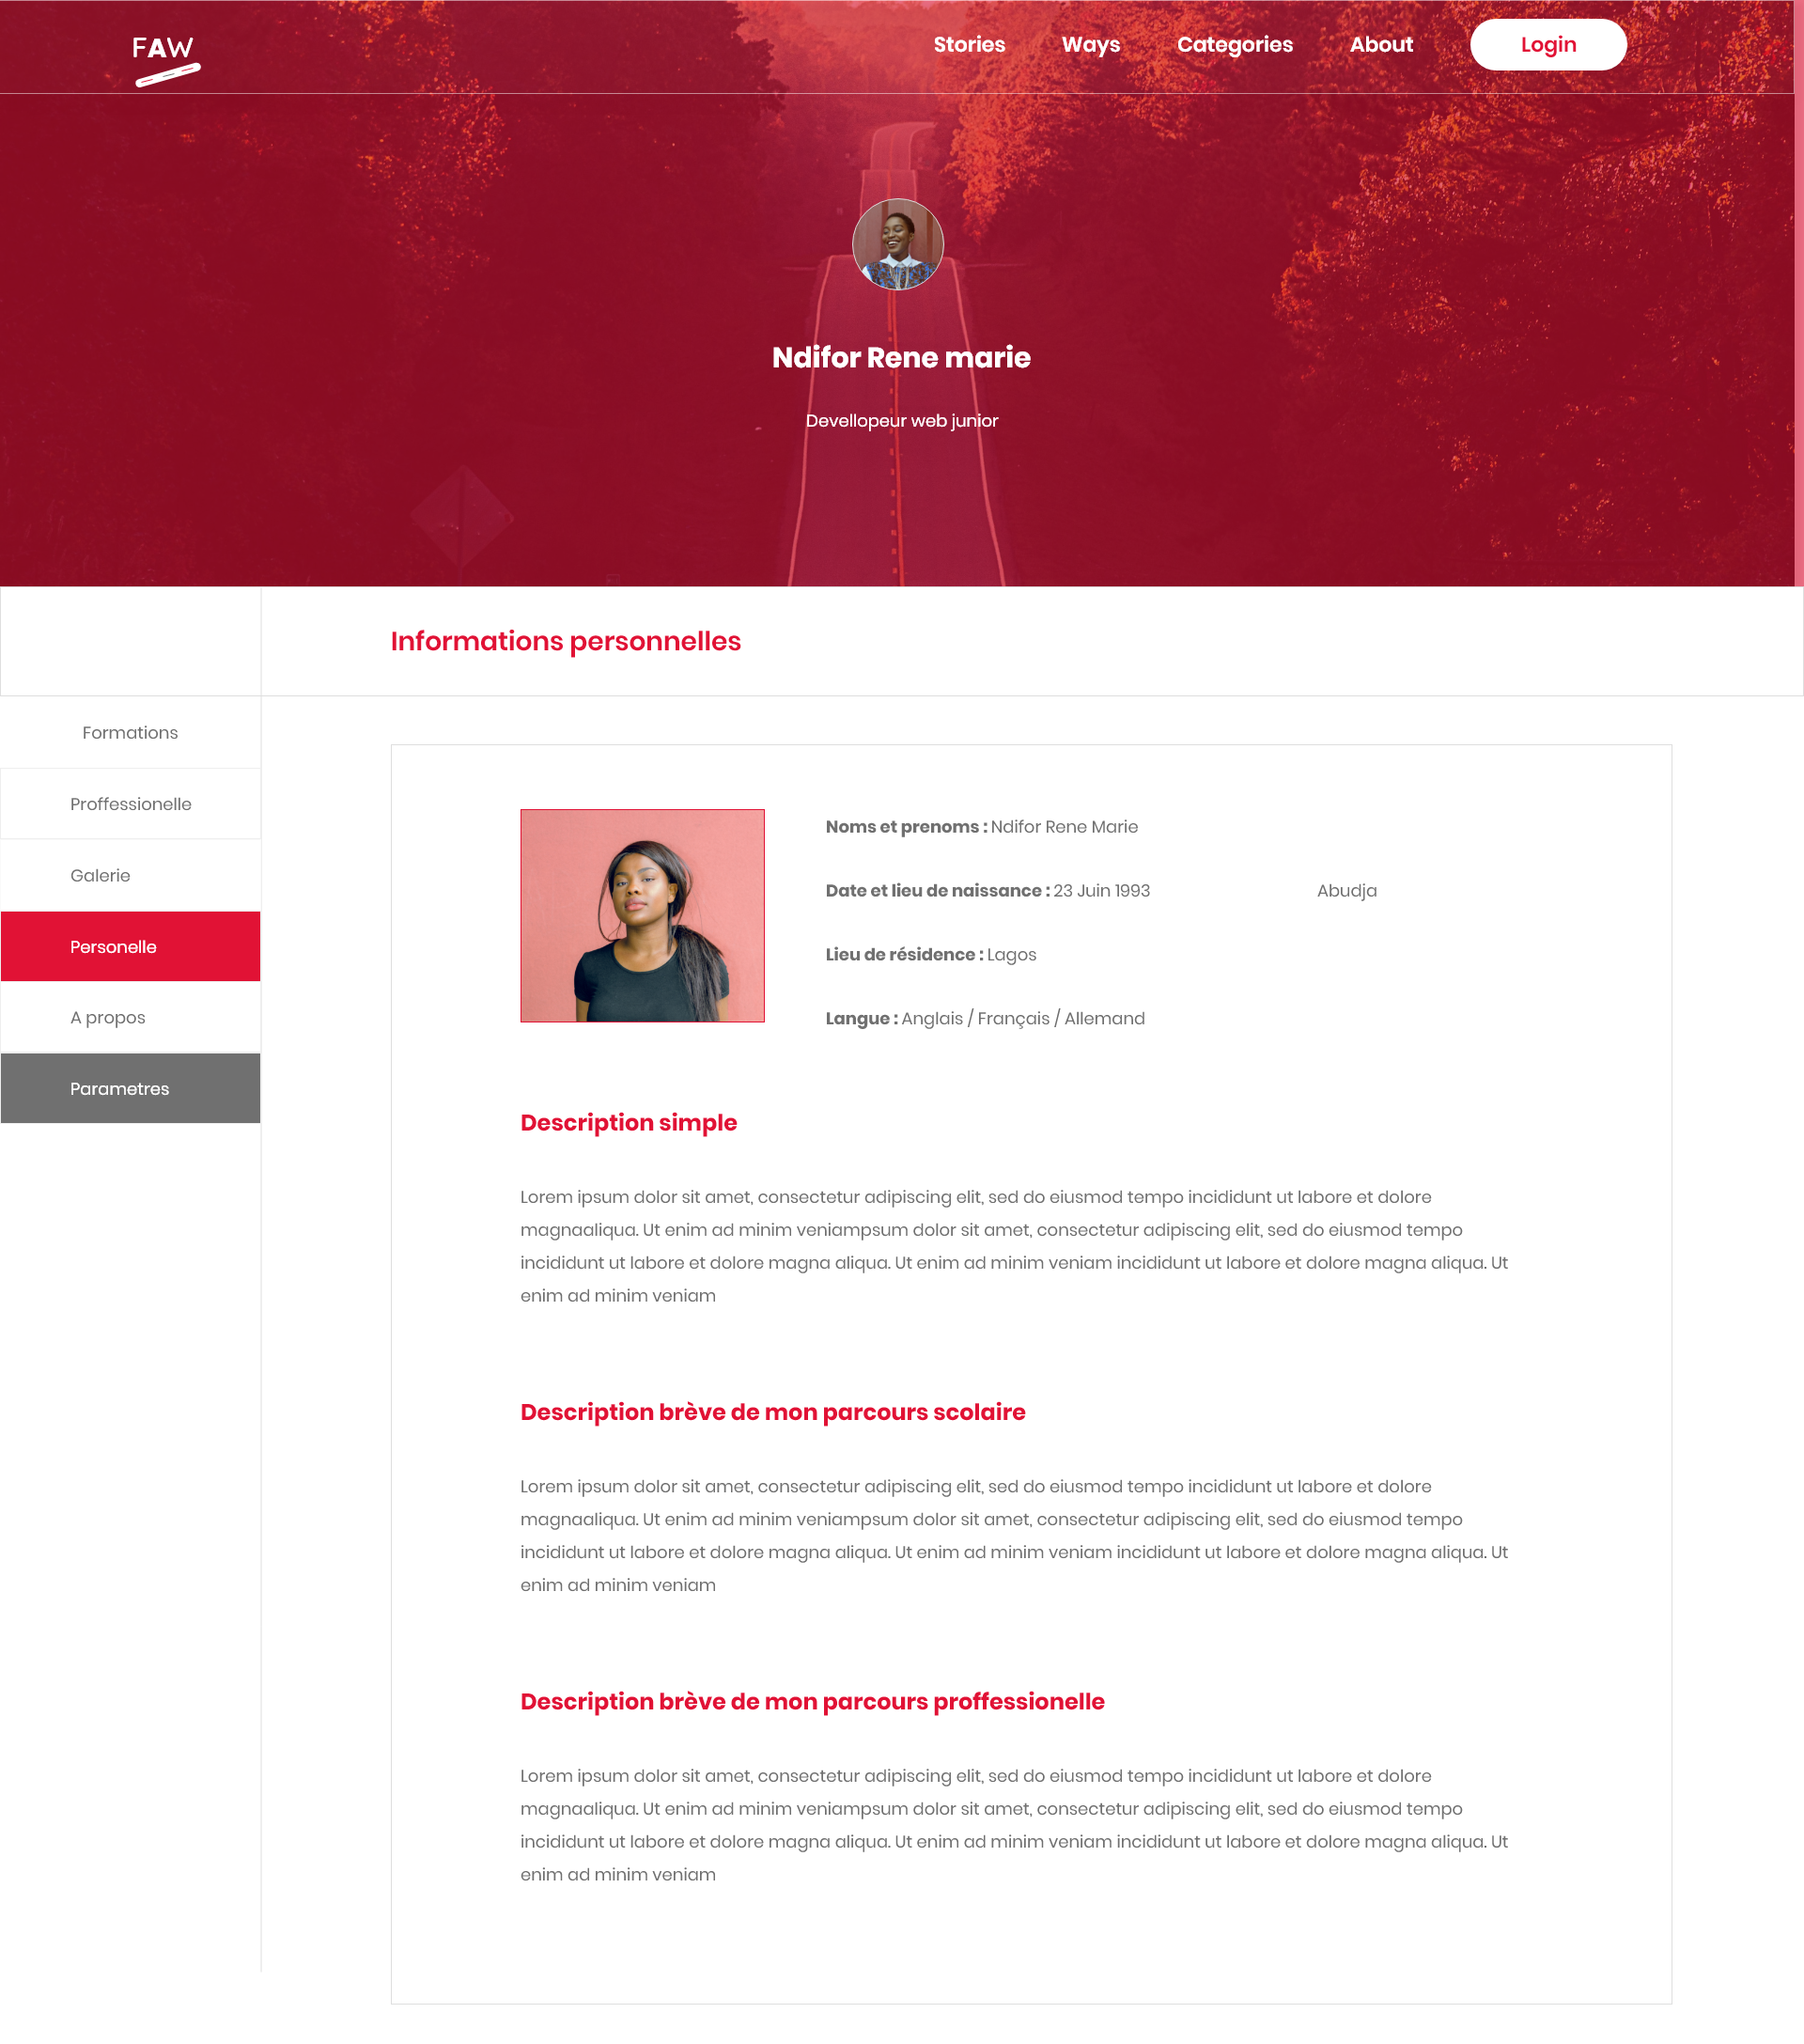 FAW
Stories Ways Categories About Login
Ndifor Rene marie
Devellopeur web junior
Informations personnelles
Formations
Proffessionelle
Galerie
Personelle
A propos
Parametres
Noms et prenoms : Ndifor Rene Marie
Date et lieu de naissance : 23 Juin 1993 Abudja
Lieu de résidence : Lagos
Langue : Anglais / Français / Allemand
Description simple
Lorem ipsum dolor sit amet, consectetur adipiscing elit, sed do eiusmod tempo incididunt ut labore et dolore
magnaaliqua. Ut enim ad minim veniampsum dolor sit amet, consectetur adipiscing elit, sed do eiusmod tempo
incididunt ut labore et dolore magna aliqua. Ut enim ad minim veniam incididunt ut labore et dolore magna aliqua. Ut
enim ad minim veniam
Description brève de mon parcours scolaire
Lorem ipsum dolor sit amet, consectetur adipiscing elit, sed do eiusmod tempo incididunt ut labore et dolore
magnaaliqua. Ut enim ad minim veniampsum dolor sit amet, consectetur adipiscing elit, sed do eiusmod tempo
incididunt ut labore et dolore magna aliqua. Ut enim ad minim veniam incididunt ut labore et dolore magna aliqua. Ut
enim ad minim veniam
Description brève de mon parcours proffessionelle
Lorem ipsum dolor sit amet, consectetur adipiscing elit, sed do eiusmod tempo incididunt ut labore et dolore
magnaaliqua. Ut enim ad minim veniampsum dolor sit amet, consectetur adipiscing elit, sed do eiusmod tempo
incididunt ut labore et dolore magna aliqua. Ut enim ad minim veniam incididunt ut labore et dolore magna aliqua. Ut
enim ad minim veniam